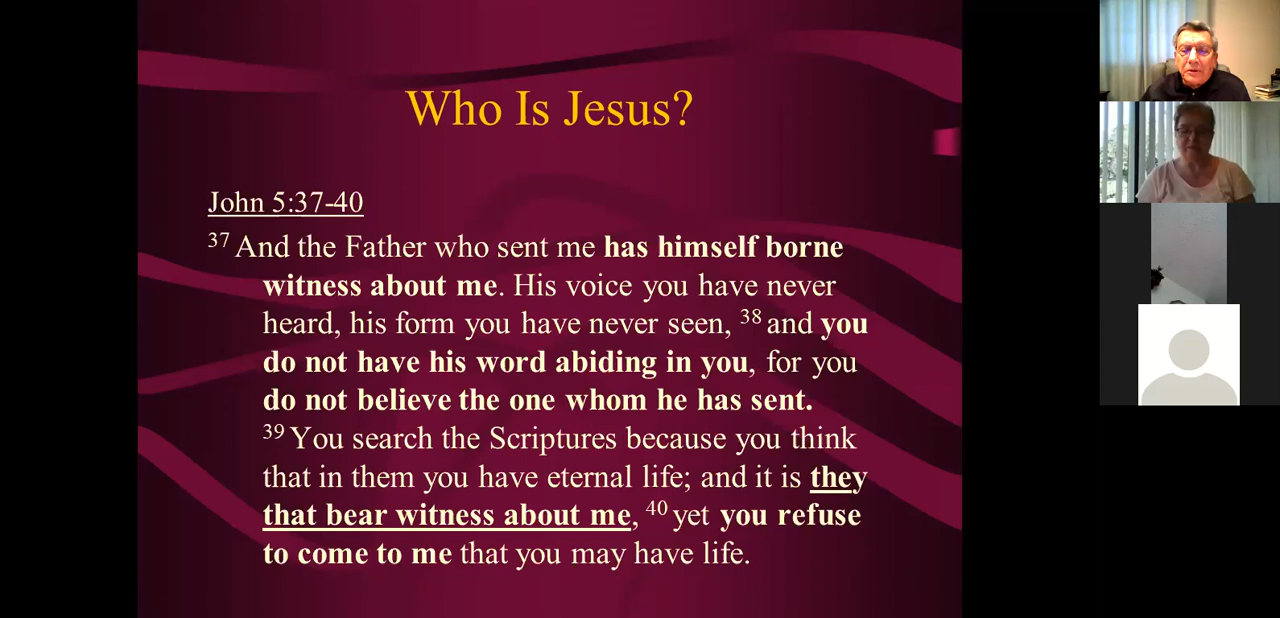 Who Is Jesus?
John 5:37-40
37 And the Father who sent me has himself borne
witness about me. His voice you have never
heard, his form you have never seen, 38 and you
do not have his word abiding in you, for you
do not believe the one whom he has sent.
39 You search the Scriptures because you think
that in them you have eternal life; and it is they
that bear witness about me, 40 yet you refuse
to come to me that you may have life.